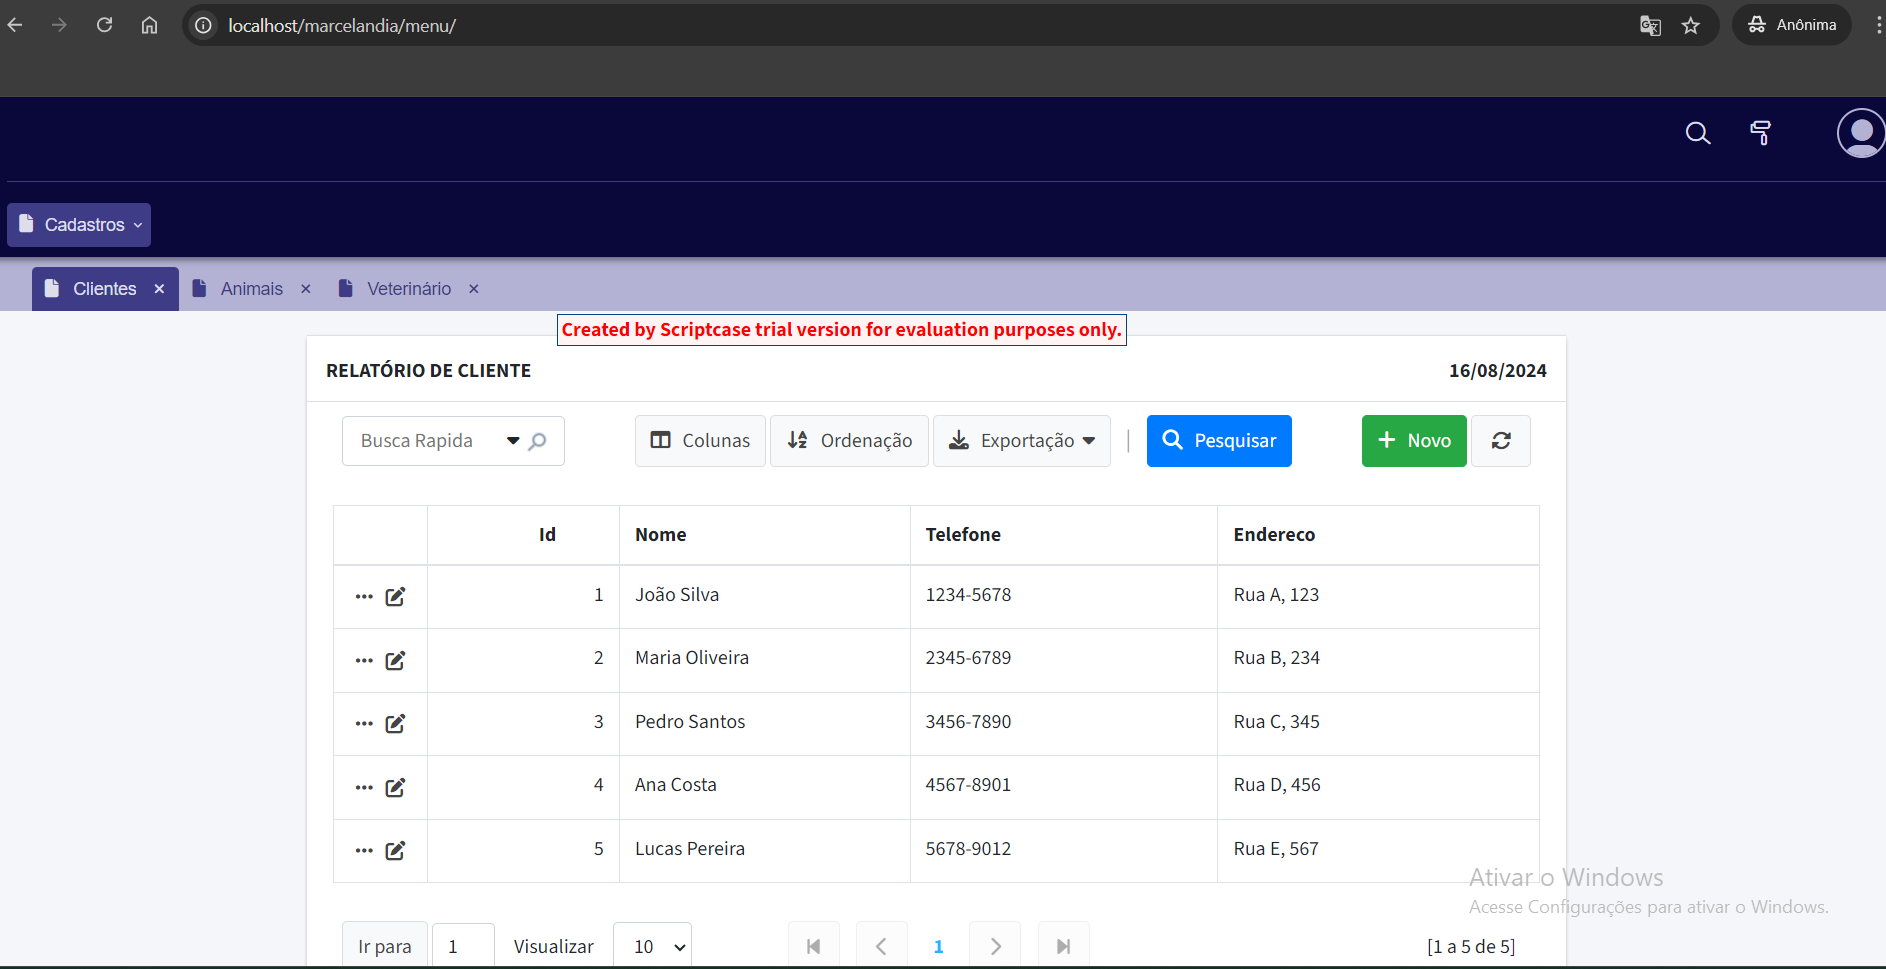 localhost/marcelandia/menu/
Anônima
Cadastros
Clientes
Animais
Veterinário
Created by Scriptcase trial version for evaluation purposes only.
RELATÓRIO DE CLIENTE 16/08/2024
Busca Rapida Colunas Ordenação Exportação Pesquisar Novo
Id Nome Telefone Endereco
1 João Silva 1234-5678 Rua A, 123
2 Maria Oliveira 2345-6789 Rua B, 234
3 Pedro Santos 3456-7890 Rua C, 345
4 Ana Costa 4567-8901 Rua D, 456
5 Lucas Pereira 5678-9012 Rua E, 567
Ativar o Windows
Acesse Configurações para ativar o Windows.
Ir para 1 Visualizar 10 1 [1 a 5 de 5]